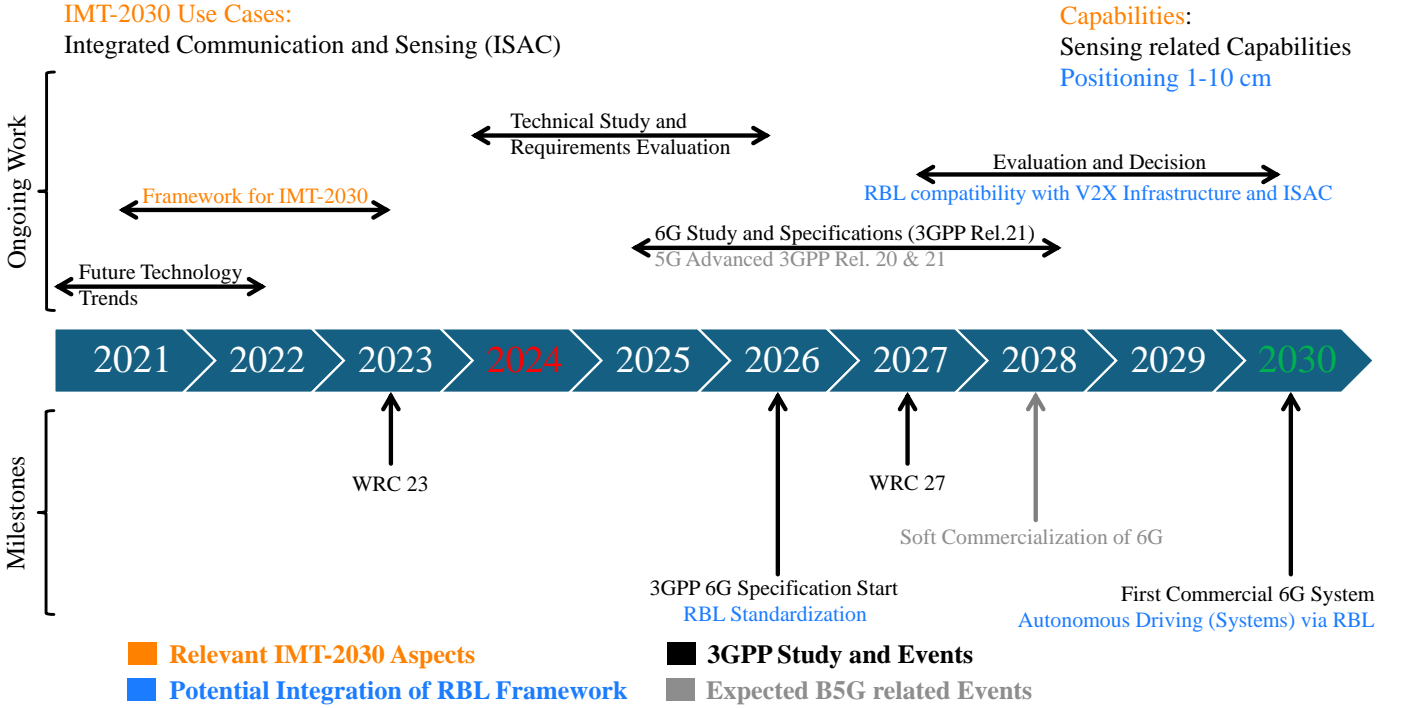 IMT-2030 Use Cases:
Integrated Communication and Sensing (ISAC)
Capabilities:
Sensing related Capabilities
Positioning 1-10 cm
Ongoing Work
Technical Study and
Requirements Evaluation
Evaluation and Decision
RBL compatibility with V2X Infrastructure and ISAC
Framework for IMT-2030
6G Study and Specifications (3GPP Rel.21)
5G Advanced 3GPP Rel. 20 & 21
Future Technology
Trends
2021 2022 2023 2024 2025 2026 2027 2028 2029 2030
Milestones
WRC 23
WRC 27
Soft Commercialization of 6G
3GPP 6G Specification Start
RBL Standardization
First Commercial 6G System
Autonomous Driving (Systems) via RBL
Relevant IMT-2030 Aspects
3GPP Study and Events
Potential Integration of RBL Framework
Expected B5G related Events